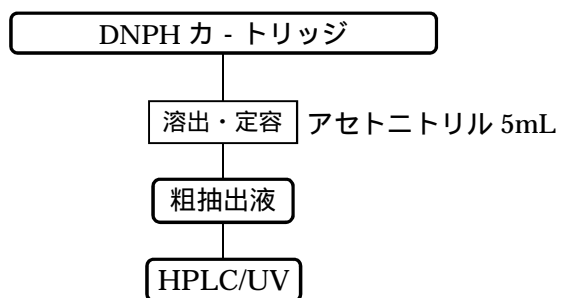 DNPH カ - トリッジ
溶出・定容 アセトニトリル 5mL
粗抽出液
HPLC/UV